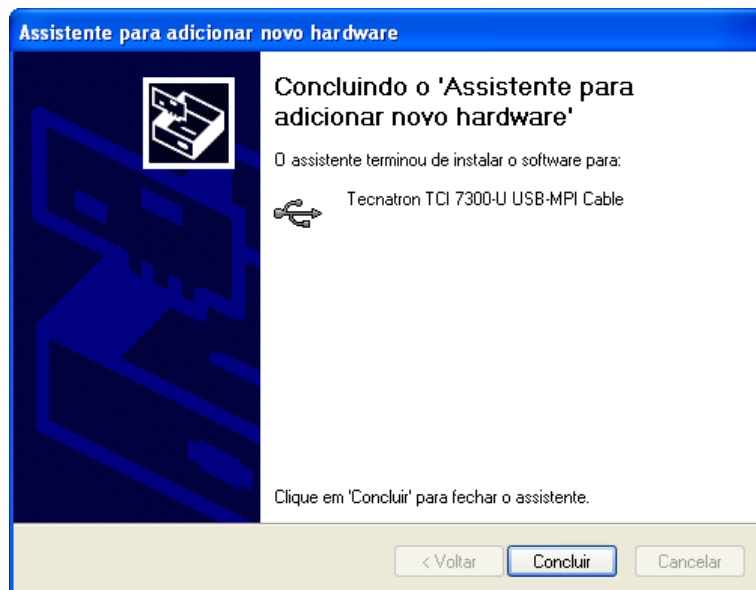 Assistente para adicionar novo hardware
Concluindo o 'Assistente para
adicionar novo hardware'
O assistente terminou de instalar o software para:
Tecnatron TCI 7300-U USB-MPI Cable
Clique em 'Concluir' para fechar o assistente.
< Voltar
Concluir
Cancelar